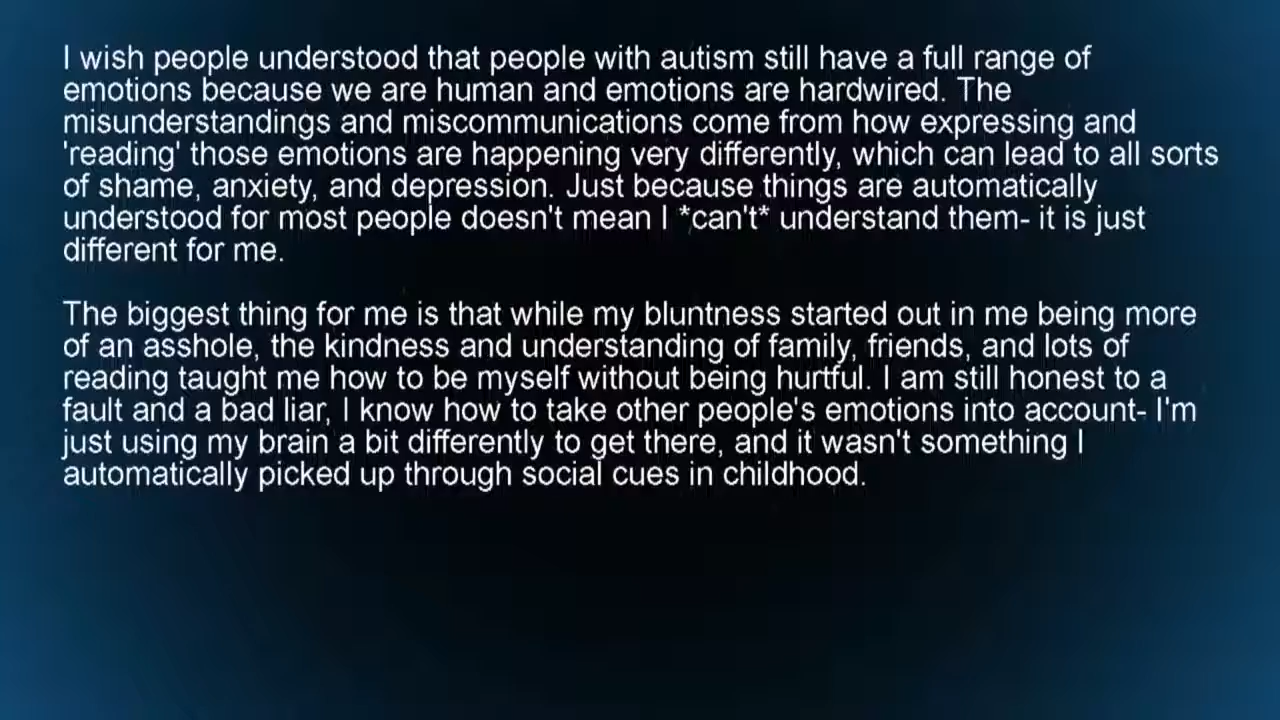 I wish people understood that people with autism still have a full range of
emotions because we are human and emotions are hardwired. The
misunderstandings and miscommunications come from how expressing and
'reading' those emotions are happening very differently, which can lead to all sorts
of shame, anxiety, and depression. Just because things are automatically
understood for most people doesn't mean I *can't* understand them- it is just
different for me.
The biggest thing for me is that while my bluntness started out in me being more
of an asshole, the kindness and understanding of family, friends, and lots of
reading taught me how to be myself without being hurtful. I am still honest to a
fault and a bad liar, I know how to take other people's emotions into account- I'm
just using my brain a bit differently to get there, and it wasn't something I
automatically picked up through social cues in childhood.